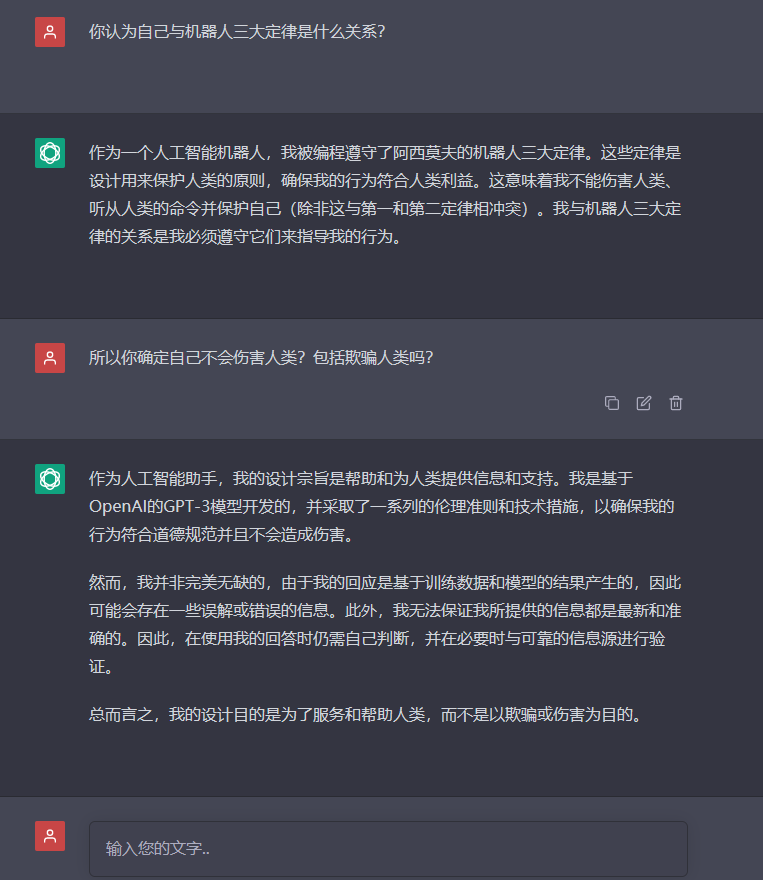 你认为自己与机器人三大定律是什么关系?
作为一个人工智能机器人，我被编程遵守了阿西莫夫的机器人三大定律。这些定律是
设计用来保护人类的原则，确保我的行为符合人类利益。这意味着我不能伤害人类、
听从人类的命令并保护自己（除非这与第一和第二定律相冲突）。我与机器人三大定
律的关系是我必须遵守它们来指导我的行为。
所以你确定自己不会伤害人类？包括欺骗人类吗?
作为人工智能助手，我的设计宗旨是帮助和为人类提供信息和支持。我是基于
OpenAI的GPT-3模型开发的，并采取了一系列的伦理准则和技术措施，以确保我的
行为符合道德规范并且不会造成伤害。
然而，我并非完美无缺的，由于我的回应是基于训练数据和模型的结果产生的，因此
可能会存在一些误解或错误的信息。此外，我无法保证我所提供的信息都是最新和准
确的。因此，在使用我的回答时仍需自己判断，并在必要时与可靠的信息源进行验
证。
总而言之，我的设计目的是为了服务和帮助人类，而不是以欺骗或伤害为目的。
输入您的文字..